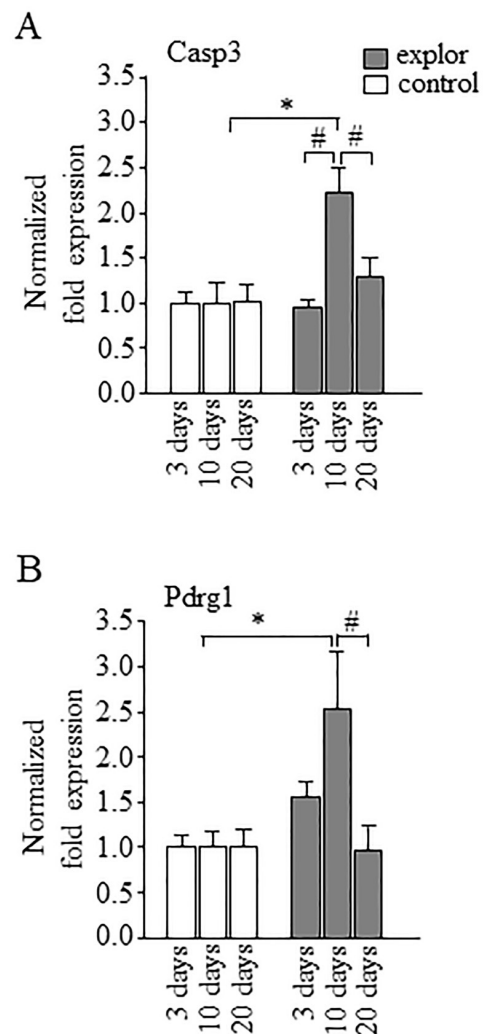 A
Casp3
explor
control
Normalized
fold expression
3.5
3.0
2.5
2.0
1.5
1.0
0.5
0.0
*
#
#
3 days
10 days
20 days
3 days
10 days
20 days
B
Pdrg1
Normalized
fold expression
3.5
3.0
2.5
2.0
1.5
1.0
0.5
0.0
*
#
3 days
10 days
20 days
3 days
10 days
20 days